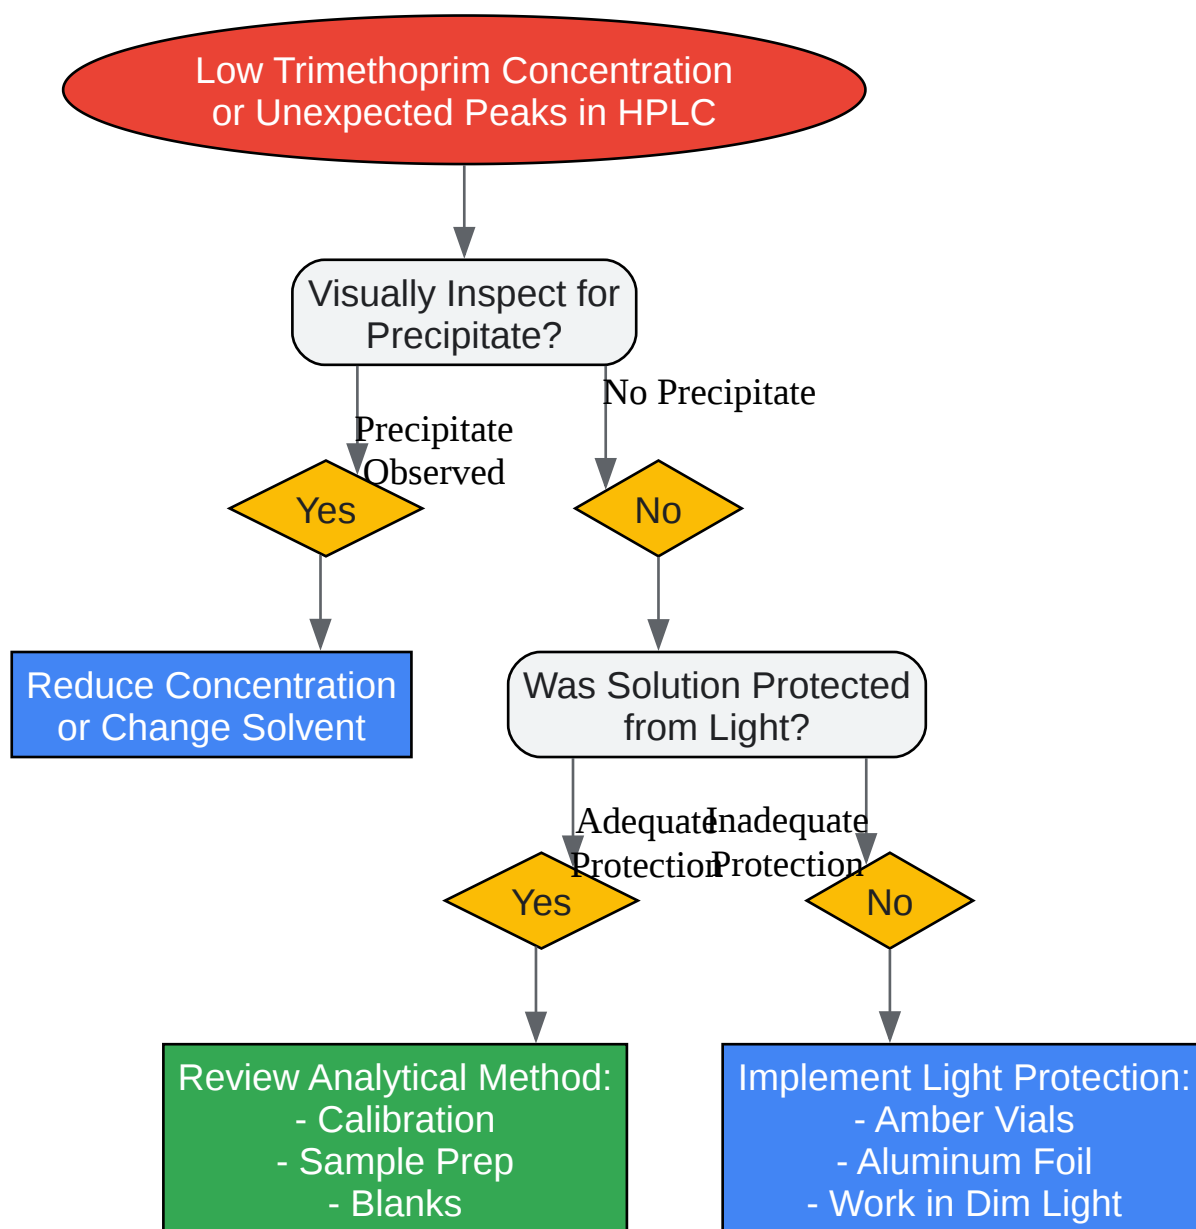 Low Trimethoprim Concentration
or Unexpected Peaks in HPLC
Visually Inspect for
Precipitate?
No Precipitate
Precipitate
Observed
Yes
No
Reduce Concentration
or Change Solvent
Was Solution Protected
from Light?
Adequate
Protection
Inadequate
Protection
Yes
No
Review Analytical Method:
- Calibration
- Sample Prep
- Blanks
Implement Light Protection:
- Amber Vials
- Aluminum Foil
- Work in Dim Light